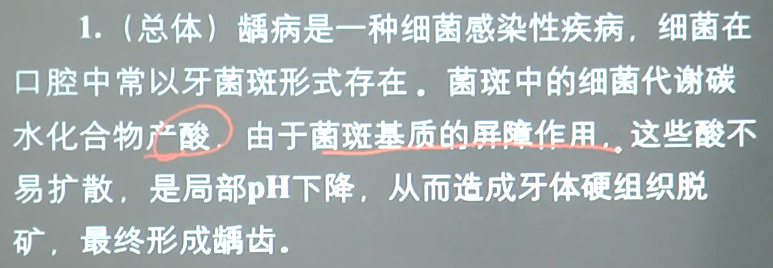 1.（总体）龋病是一种细菌感染性疾病，细菌在
口腔中常以牙菌斑形式存在。菌斑中的细菌代谢碳
水化合物产酸，由于菌斑基质的屏障作用，。这些酸不
易扩散，是局部pH下降，从而造成牙体硬组织脱
矿，最终形成龋齿。